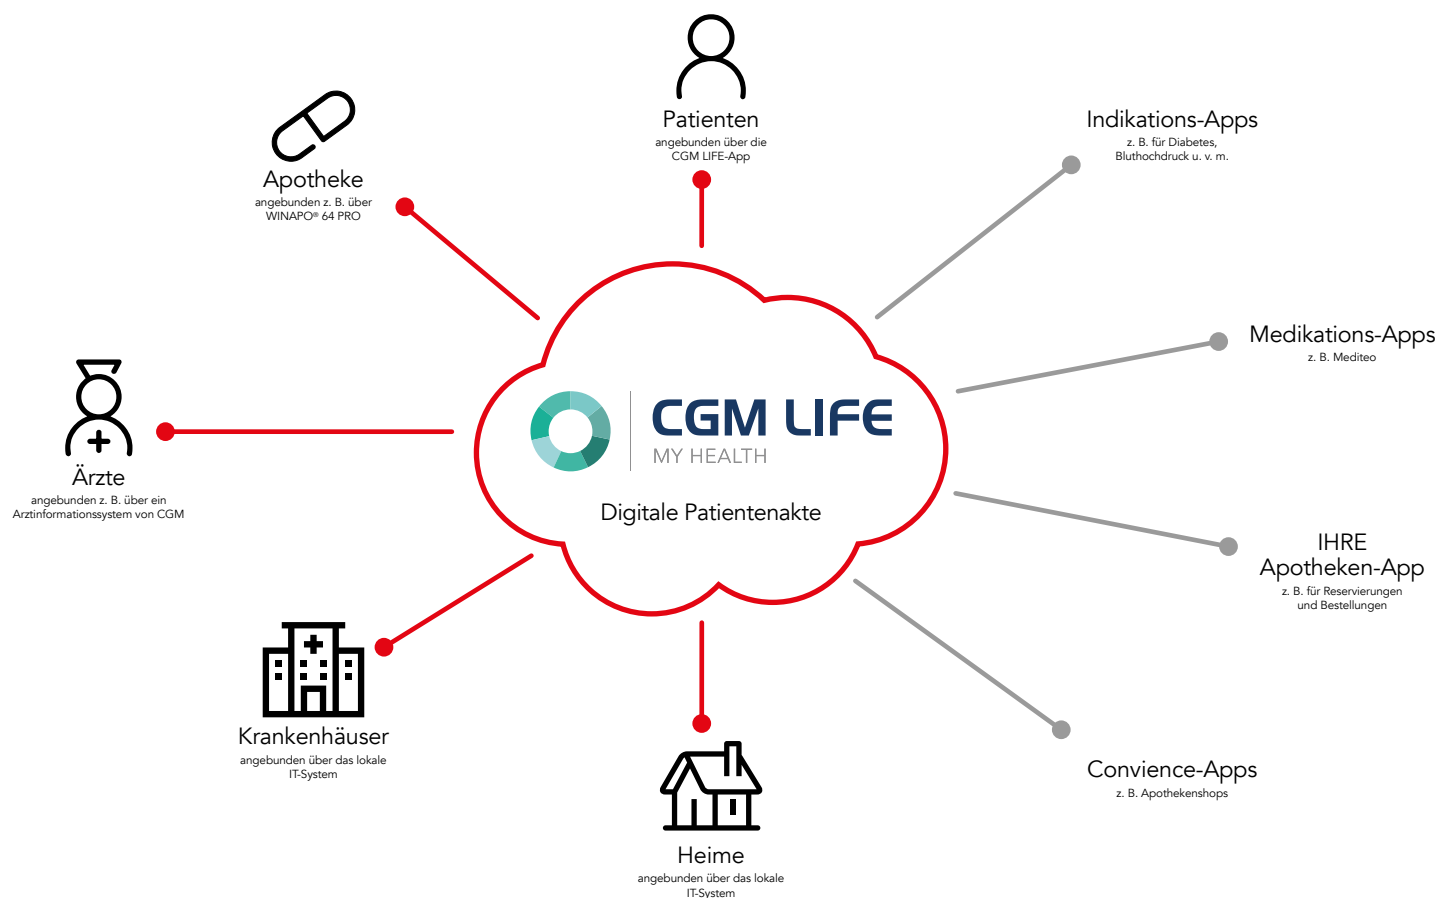 Patienten
angebunden über die
CGM LIFE-App
Indikations-Apps
z. B. für Diabetes,
Bluthochdruck u. v. m.
Apotheke
angebunden z. B. über
WINAPO® 64 PRO
Medikations-Apps
z. B. Mediteo
CGM LIFE
MY HEALTH
Digitale Patientenakte
Ärzte
angebunden z. B. über ein
Arztinformationssystem von CGM
IHRE
Apotheken-App
z. B. für Reservierungen
und Bestellungen
Krankenhäuser
angebunden über das lokale
IT-System
Convience-Apps
z. B. Apothekenshops
Heime
angebunden über das lokale
IT-System